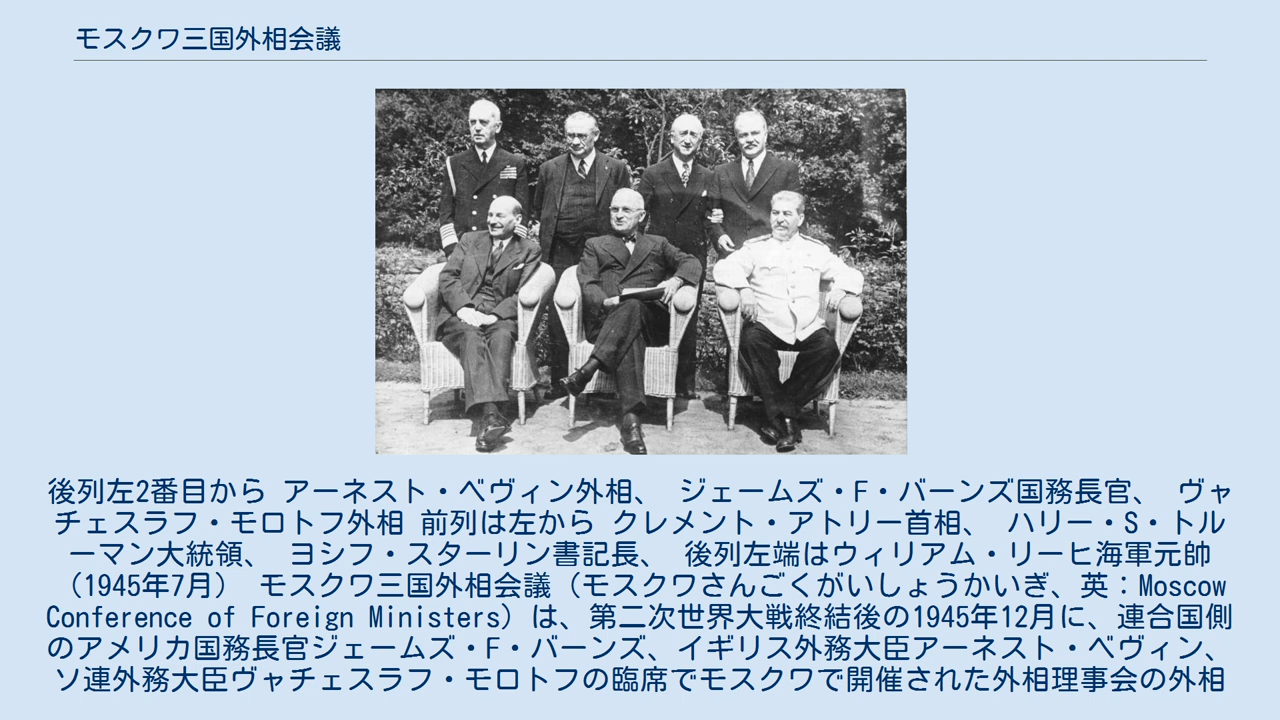 モスクワ三国外相会議
後列左2番目から アーネスト・ベヴィン外相、 ジェームズ・F・バーンズ国務長官、 ヴャ
チェスラフ・モロトフ外相 前列は左から クレメント・アトリー首相、 ハリー・S・トル
ーマン大統領、 ヨシフ・スターリン書記長、 後列左端はウィリアム・リーヒ海軍元帥
（1945年7月） モスクワ三国外相会議（モスクワさんごくがいしょうかいぎ、英：Moscow
Conference of Foreign Ministers）は、第二次世界大戦終結後の1945年12月に、連合国側
のアメリカ国務長官ジェームズ・F・バーンズ、イギリス外務大臣アーネスト・ベヴィン、
ソ連外務大臣ヴャチェスラフ・モロトフの臨席でモスクワで開催された外相理事会の外相